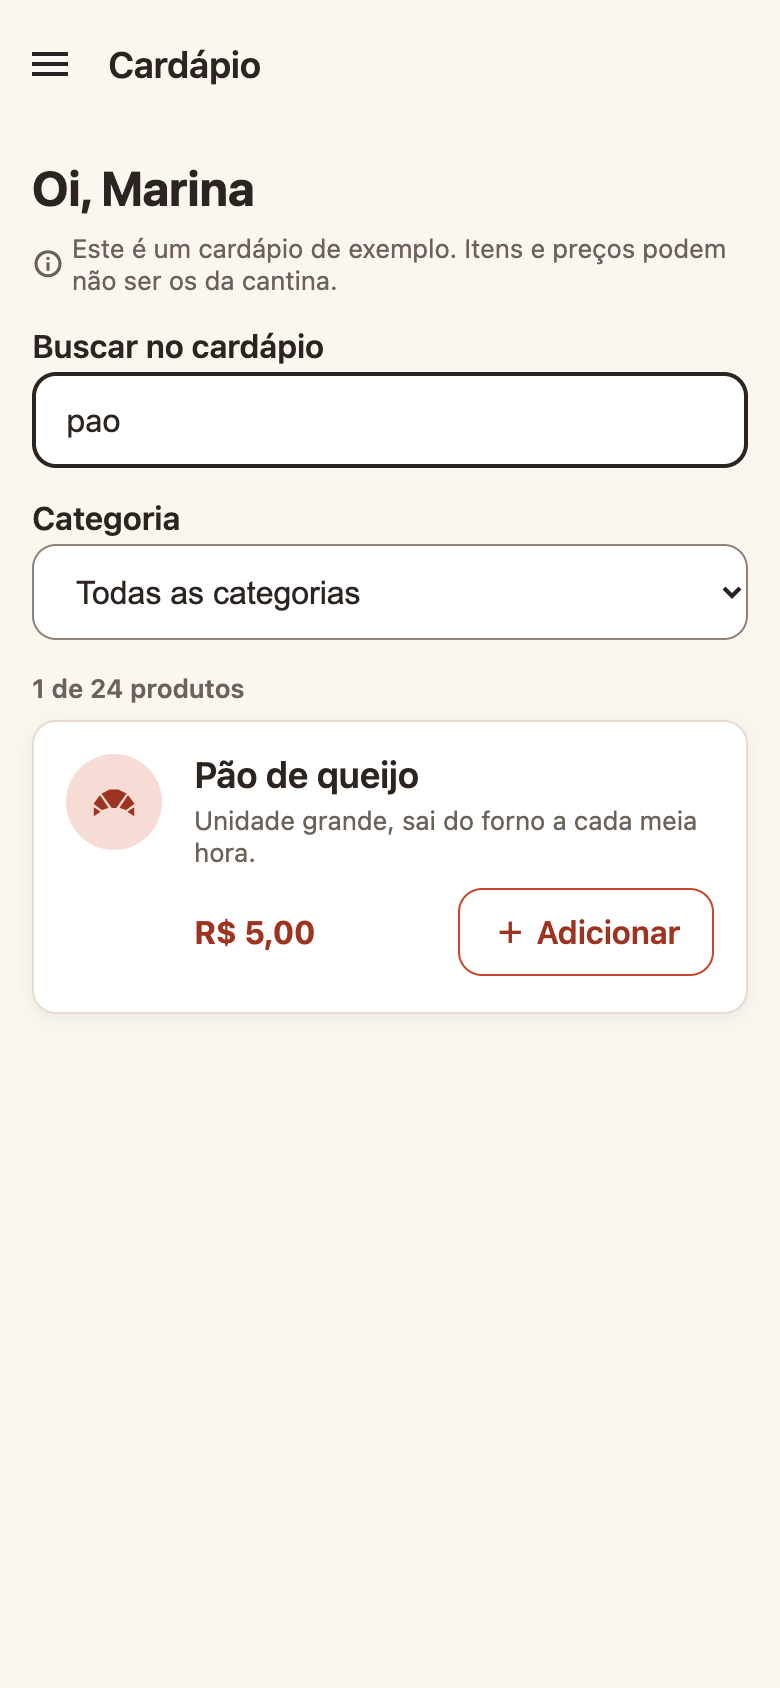 Cardápio
Oi, Marina
Este é um cardápio de exemplo. Itens e preços podem
não ser os da cantina.
Buscar no cardápio
pao
Categoria
Todas as categorias
1 de 24 produtos
Pão de queijo
Unidade grande, sai do forno a cada meia
hora.
R$ 5,00
+ Adicionar